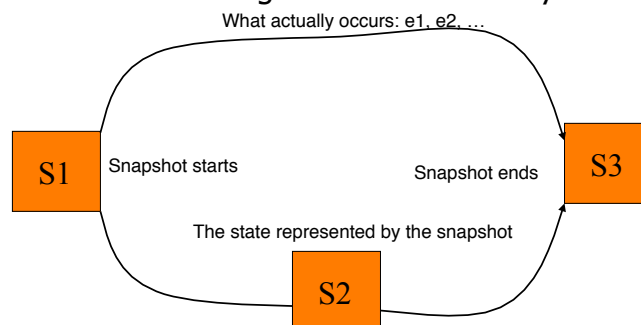 What actually occurs: e1, e2, …
S1
Snapshot starts
Snapshot ends
S3
The state represented by the snapshot
S2